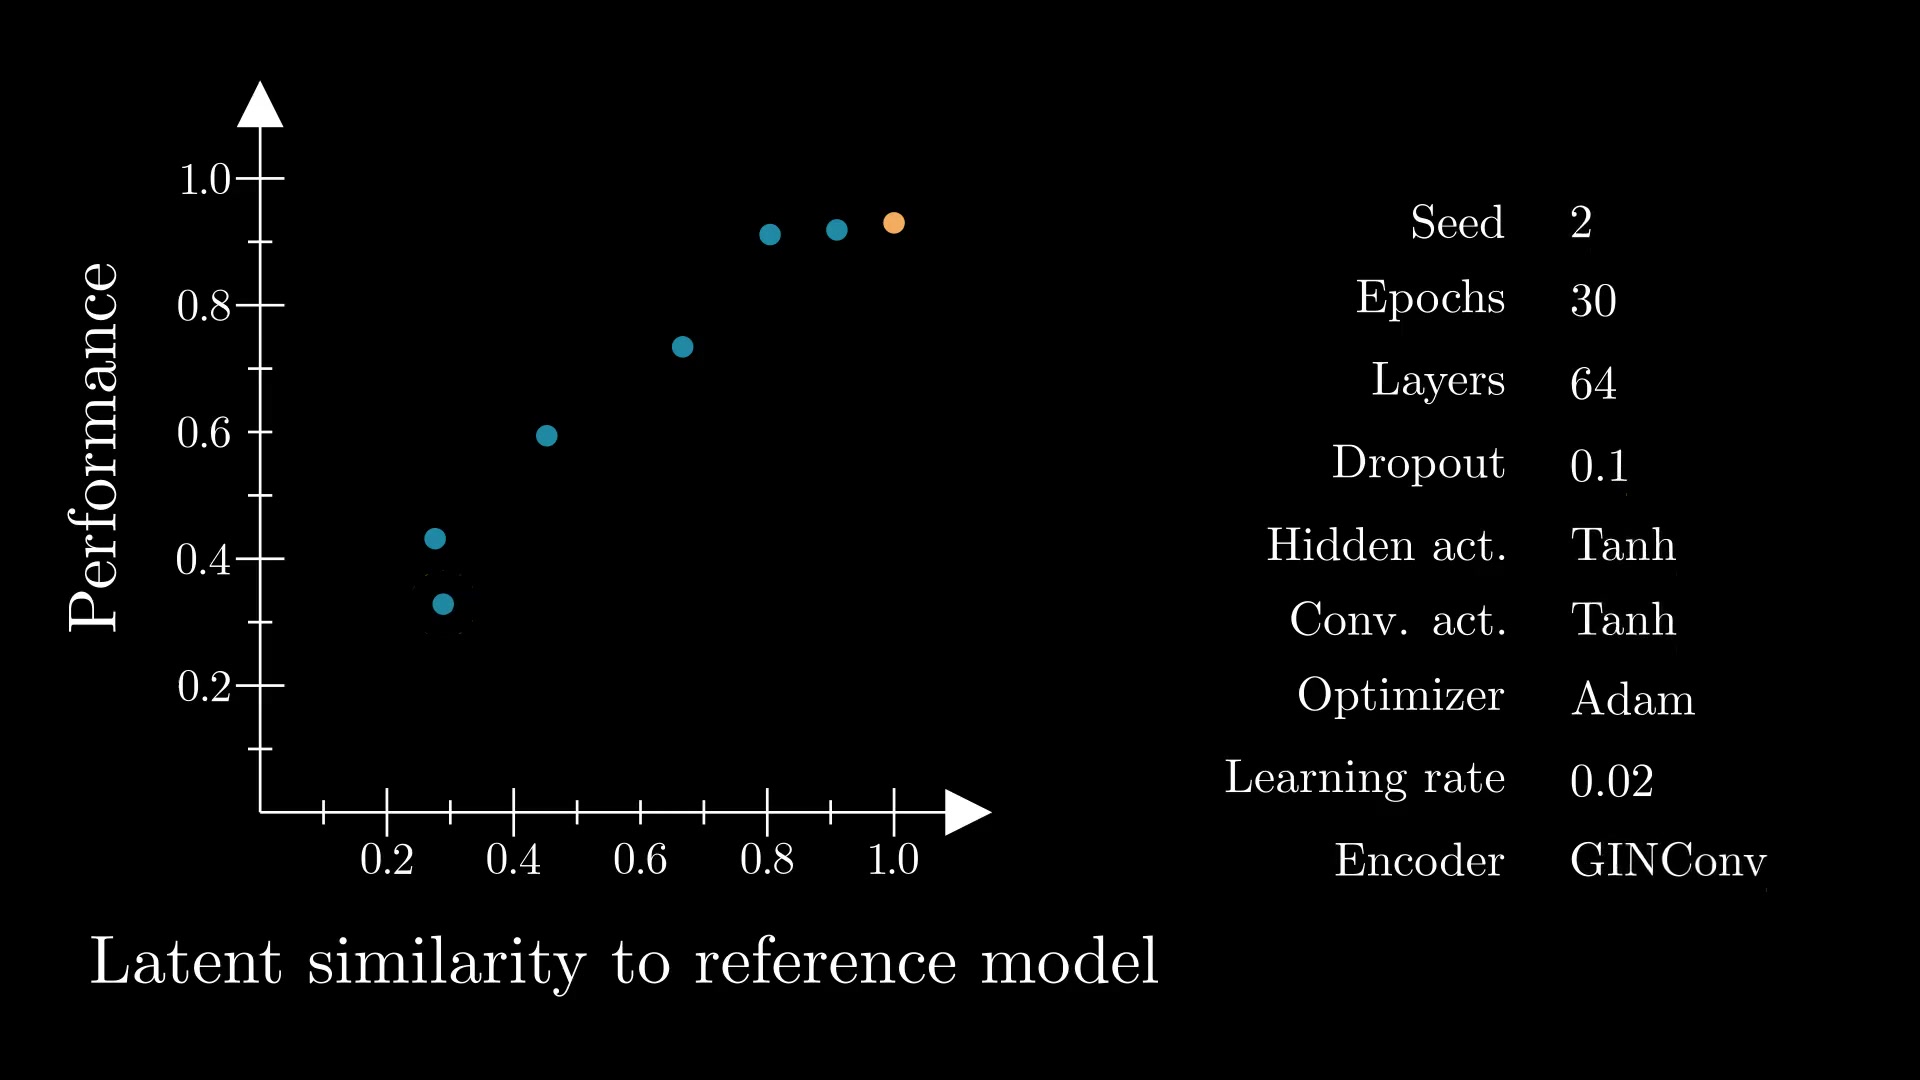 Performance
1.0
0.8
0.6
0.4
0.2
0.2 0.4 0.6 0.8 1.0
Latent similarity to reference model
Seed 2
Epochs 30
Layers 64
Dropout 0.1
Hidden act. Tanh
Conv. act. Tanh
Optimizer Adam
Learning rate 0.02
Encoder GINConv